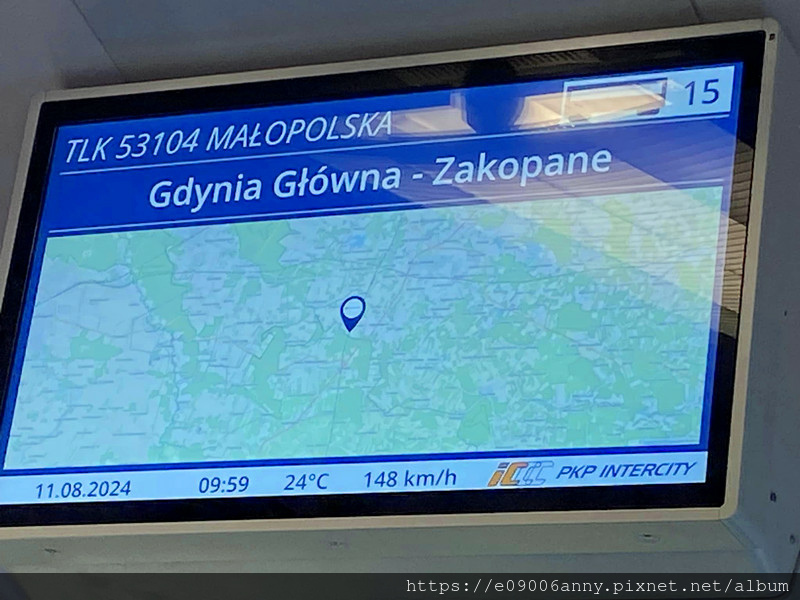 TLK 53104 MAŁOPOLSKA
15
Gdynia Główna - Zakopane
11.08.2024 09:59 24°C 148 km/h iC PKP INTERCITY
https://e09006anny.pixnet.net/album